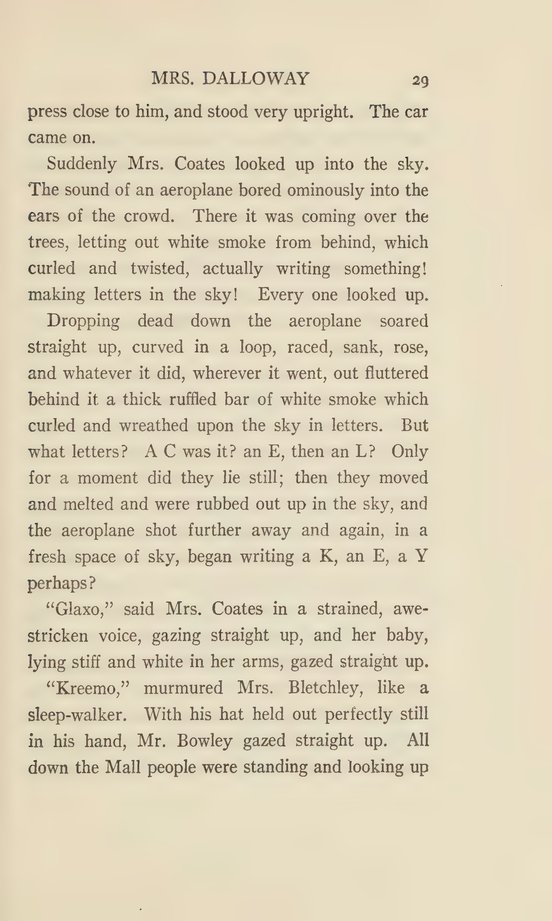 MRS. DALLOWAY 29
press close to him, and stood very upright. The car
came on.
Suddenly Mrs. Coates looked up into the sky.
The sound of an aeroplane bored ominously into the
ears of the crowd. There it was coming over the
trees, letting out white smoke from behind, which
curled and twisted, actually writing something!
making letters in the sky! Every one looked up.
Dropping dead down the aeroplane soared
straight up, curved in a loop, raced, sank, rose,
and whatever it did, wherever it went, out fluttered
behind it a thick ruffled bar of white smoke which
curled and wreathed upon the sky in letters. But
what letters? A C was it? an E, then an L? Only
for a moment did they lie still; then they moved
and melted and were rubbed out up in the sky, and
the aeroplane shot further away and again, in a
fresh space of sky, began writing a K, an E, a Y
perhaps?
"Glaxo," said Mrs. Coates in a strained, awe-
stricken voice, gazing straight up, and her baby,
lying stiff and white in her arms, gazed straight up.
"Kreemo," murmured Mrs. Bletchley, like a
sleep-walker. With his hat held out perfectly still
in his hand, Mr. Bowley gazed straight up. All
down the Mall people were standing and looking up